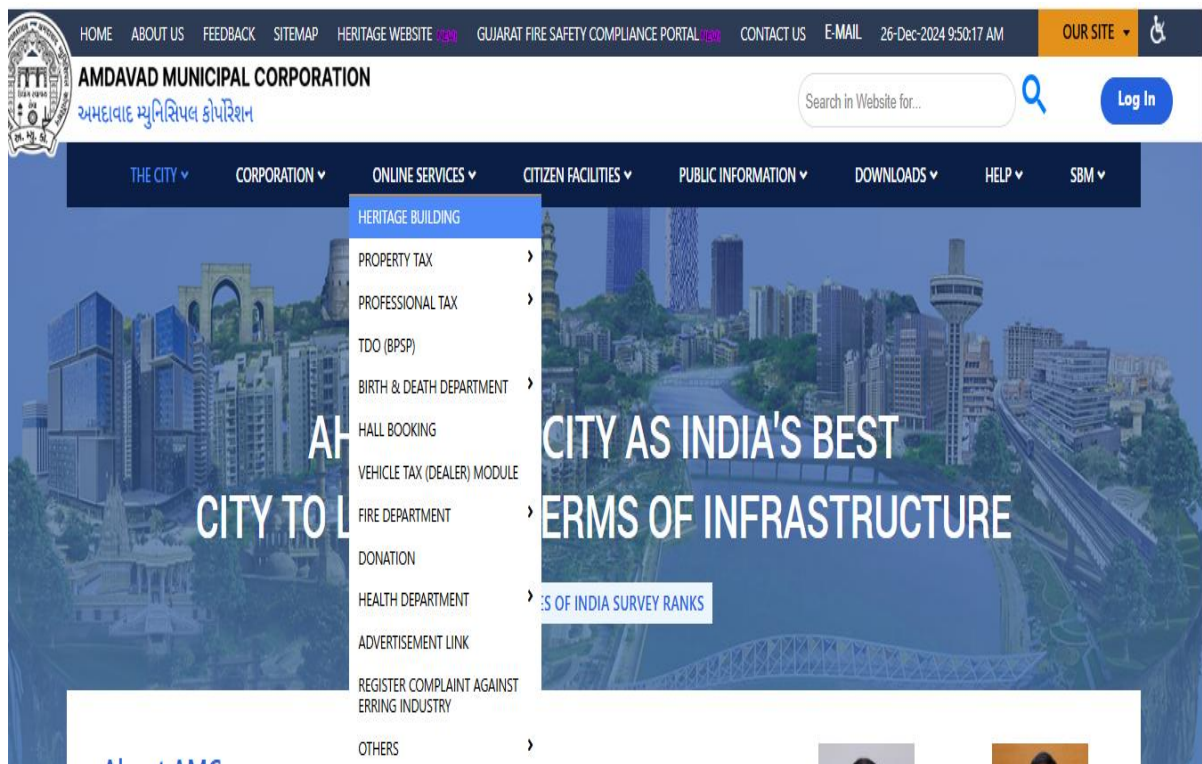 HOME ABOUT US FEEDBACK SITEMAP HERITAGE WEBSITE GUJARAT FIRE SAFETY COMPLIANCE PORTAL CONTACT US E-MAIL 26-Dec-2024 9:50:17 AM OUR SITE
AMDAVAD MUNICIPAL CORPORATION
અમદાવાદ મ્યુનિસિપલ કોર્પોરેશન
Search in Website for...
Log In
THE CITY CORPORATION ONLINE SERVICES CITIZEN FACILITIES PUBLIC INFORMATION DOWNLOADS HELP SBM
HERITAGE BUILDING
PROPERTY TAX
PROFESSIONAL TAX
TDO (BPSP)
BIRTH & DEATH DEPARTMENT
HALL BOOKING
VEHICLE TAX (DEALER) MODULE
FIRE DEPARTMENT
DONATION
HEALTH DEPARTMENT
ADVERTISEMENT LINK
REGISTER COMPLAINT AGAINST
ERRING INDUSTRY
OTHERS
AH CITY AS INDIA'S BEST
CITY TO L ERMS OF INFRASTRUCTURE
ES OF INDIA SURVEY RANKS
About AMC